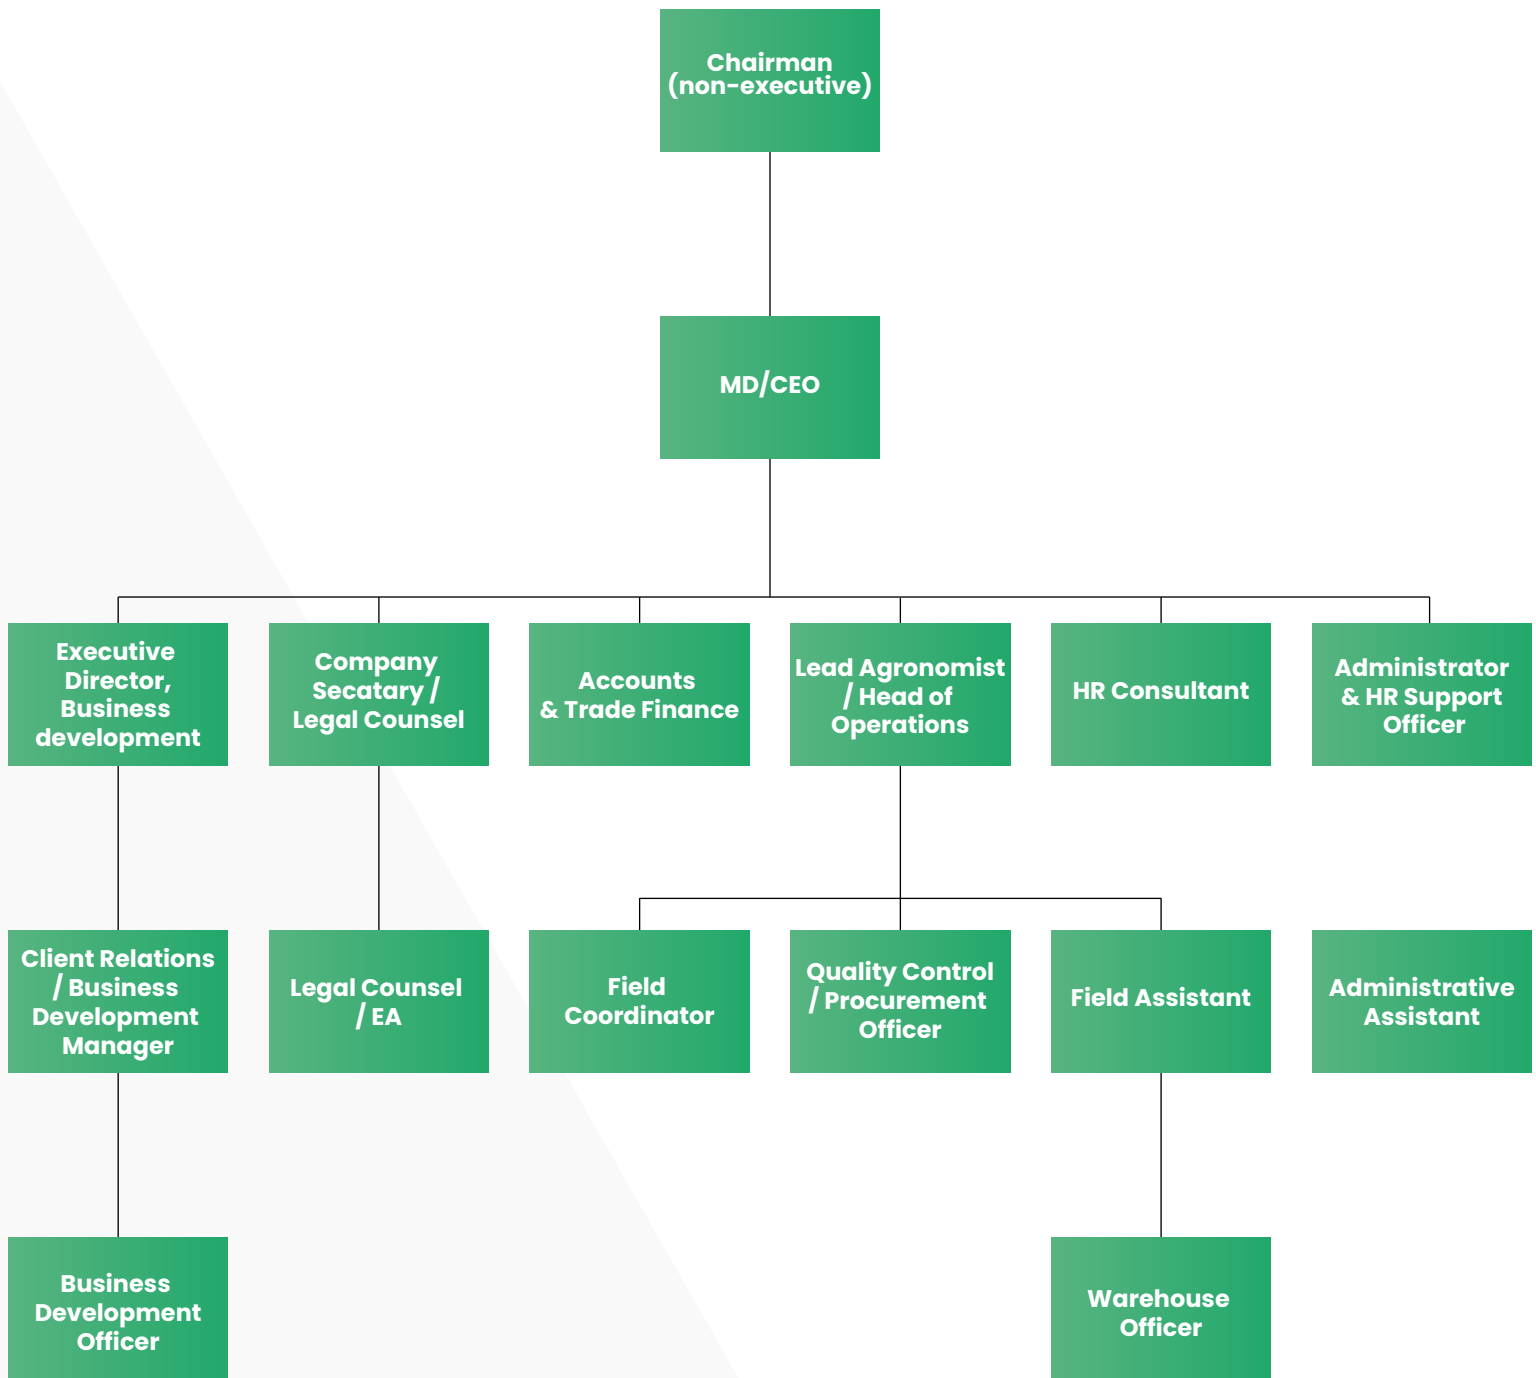 Chairman
(non-executive)
MD/CEO
Executive
Director,
Business
development
Company
Secatary /
Legal Counsel
Accounts
& Trade Finance
Lead Agronomist
/ Head of
Operations
HR Consultant
Administrator
& HR Support
Officer
Client Relations
/ Business
Development
Manager
Legal Counsel
/ EA
Field
Coordinator
Quality Control
/ Procurement
Officer
Field Assistant
Administrative
Assistant
Business
Development
Officer
Warehouse
Officer